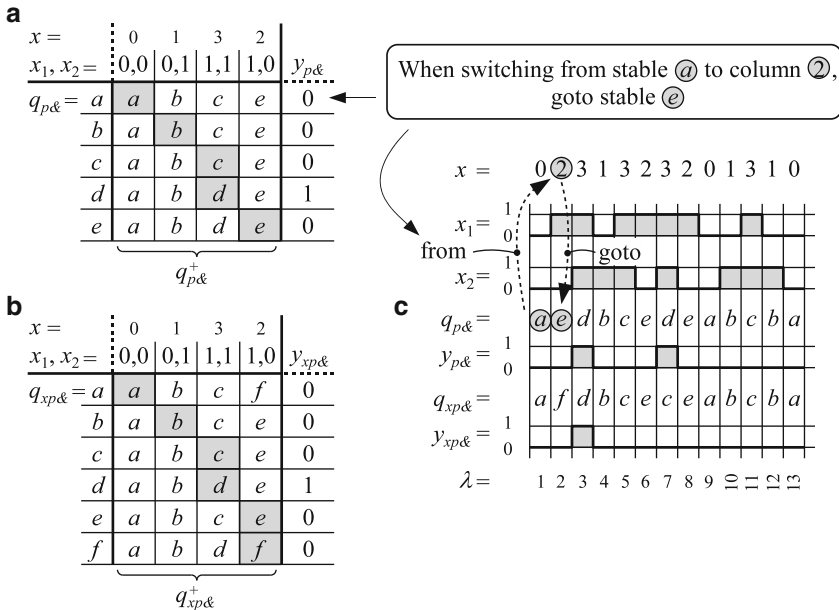 a
x = 0 1 3 2
x1, x2 = 0,0 0,1 1,1 1,0 yp&
qp& = a a b c e 0
b a b c e 0
c a b c e 0
d a b d e 1
e a b d e 0
q+p&
When switching from stable a to column 2,
goto stable e
b
x = 0 1 3 2
x1, x2 = 0,0 0,1 1,1 1,0 yxp&
qxp& = a a b c f 0
b a b c e 0
c a b c e 0
d a b d e 1
e a b c e 0
f a b d f 0
q+xp&
x = 0 2 3 1 3 2 3 2 0 1 3 1 0
x1 = 1 0
from goto
x2 = 1 0
c
qp& = a e d b c e d e a b c b a
yp& = 1 0
qxp& = a f d b c e c e a b c b a
yxp& = 1 0
λ = 1 2 3 4 5 6 7 8 9 10 11 12 13